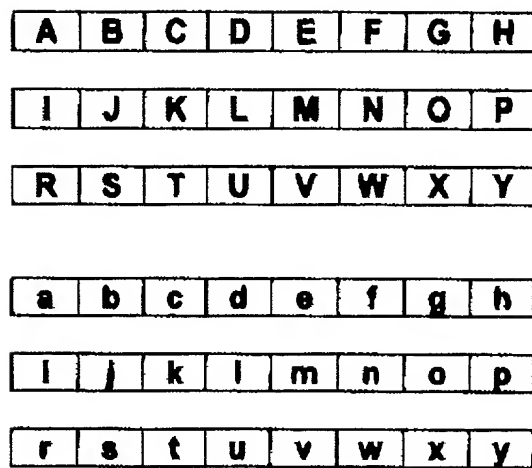 A B C D E F G H
I J K L M N O P
R S T U V W X Y
a b c d e f g h
i j k l m n o p
r s t u v w x y